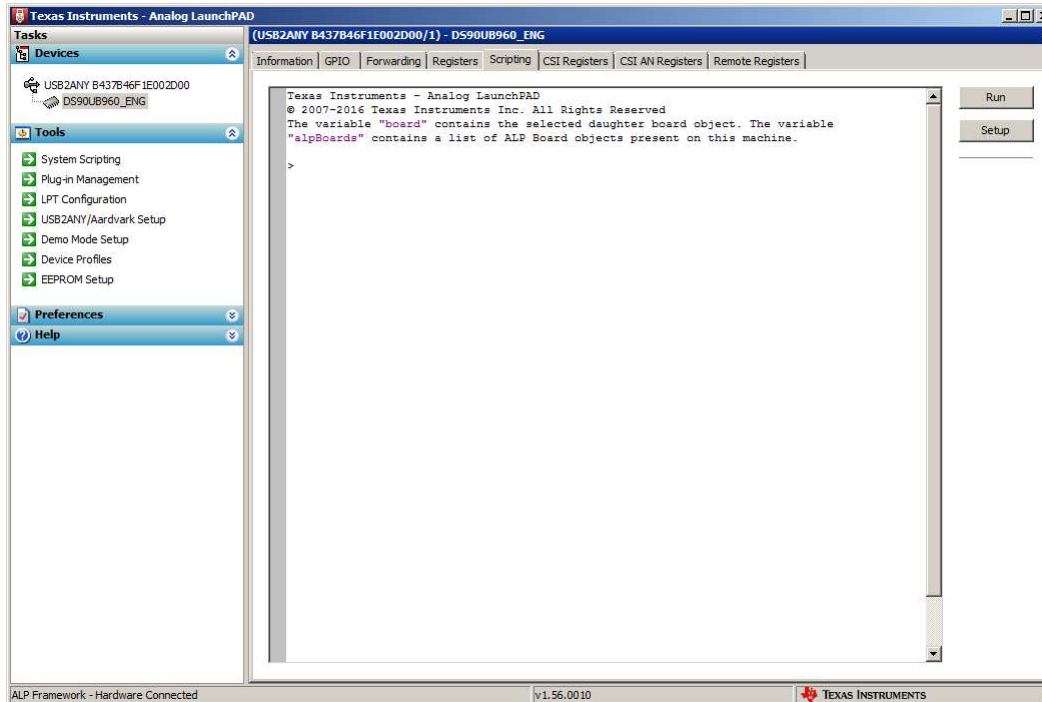 Texas Instruments - Analog LaunchPAD
Tasks
Devices
USB2ANY B437B46F1E002D00
DS90UB960_ENG
Tools
System Scripting
Plug-in Management
LPT Configuration
USB2ANY/Aardvark Setup
Demo Mode Setup
Device Profiles
EEPROM Setup
Preferences
Help
(USB2ANY B437B46F1E002D00/1) - DS90UB960_ENG
Information GPIO Forwarding Registers Scripting CSI Registers CSI AN Registers Remote Registers
Texas Instruments - Analog LaunchPAD
© 2007-2016 Texas Instruments Inc. All Rights Reserved
The variable "board" contains the selected daughter board object. The variable
"alpBoards" contains a list of ALP Board objects present on this machine.
>
Run
Setup
ALP Framework - Hardware Connected
v1.56.0010
TEXAS INSTRUMENTS